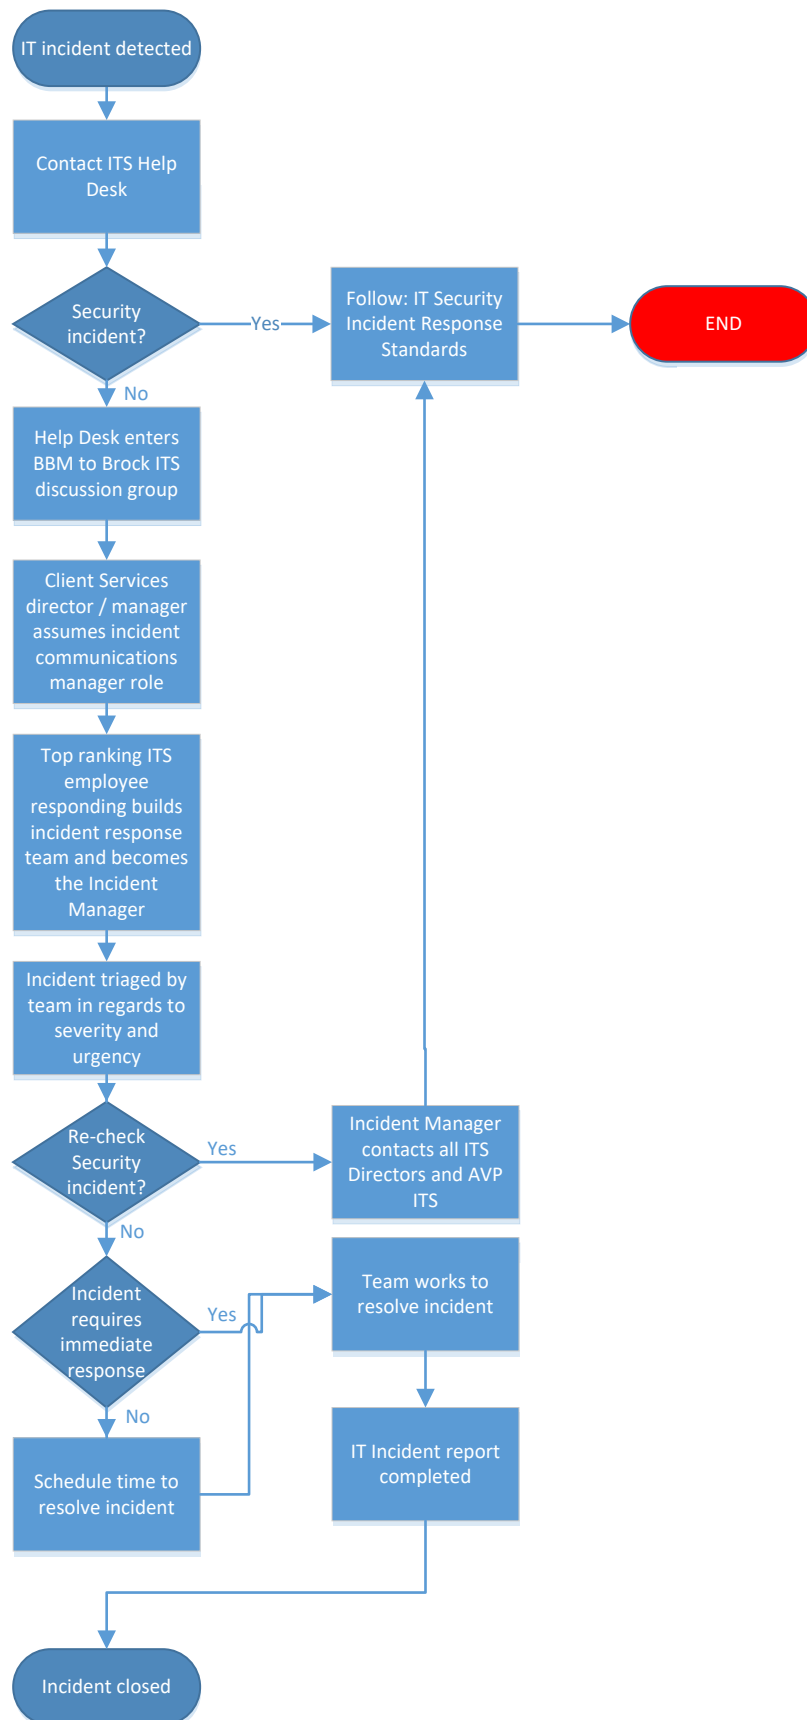 IT incident detected
Contact ITS Help
Desk
Security
incident?
Yes
Follow: IT Security
Incident Response
Standards
END
No
Help Desk enters
BBM to Brock ITS
discussion group
Client Services
director / manager
assumes incident
communications
manager role
Top ranking ITS
employee
responding builds
incident response
team and becomes
the Incident
Manager
Incident triaged by
team in regards to
severity and
urgency
Re-check
Security
incident?
Yes
Incident Manager
contacts all ITS
Directors and AVP
ITS
No
Incident
requires
immediate
response
Yes
Team works to
resolve incident
No
Schedule time to
resolve incident
IT Incident report
completed
Incident closed